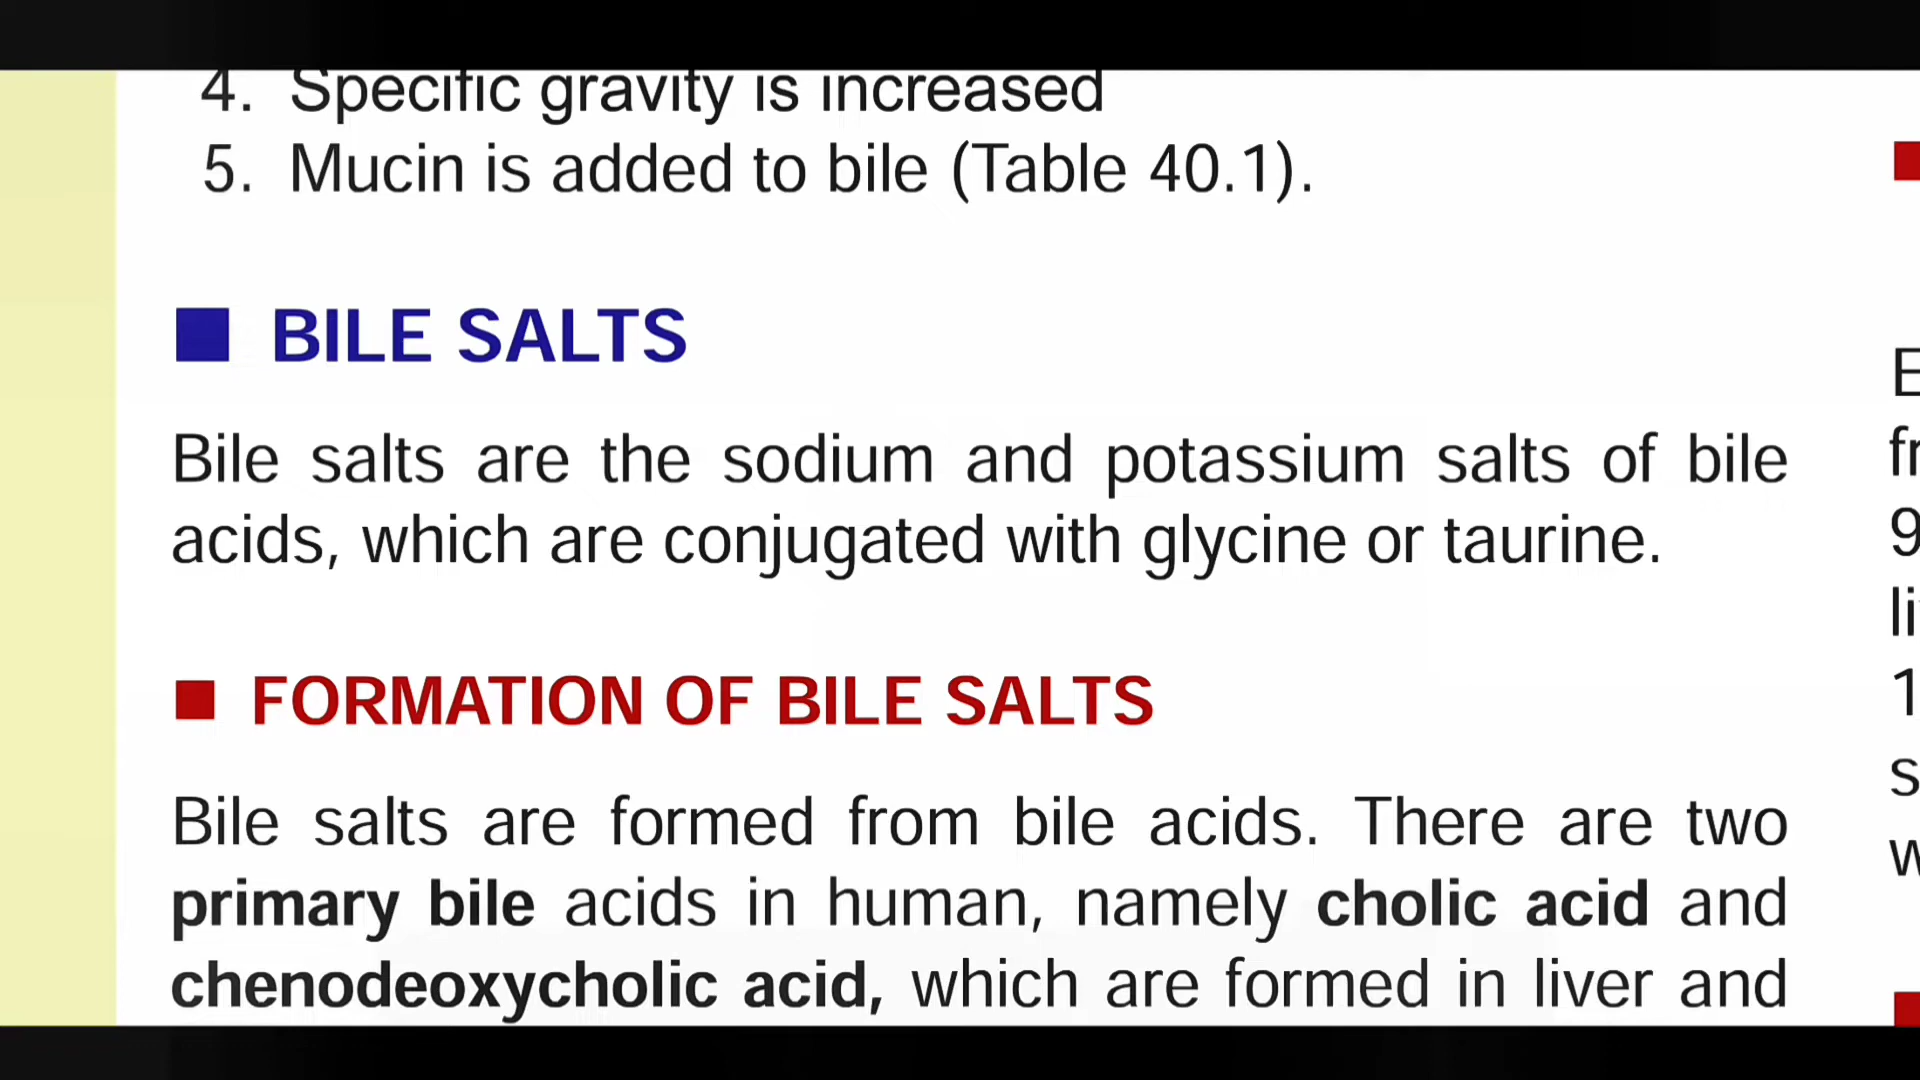 4. Specific gravity is increased
5. Mucin is added to bile (Table 40.1).
BILE SALTS
Bile salts are the sodium and potassium salts of bile
acids, which are conjugated with glycine or taurine.
FORMATION OF BILE SALTS
Bile salts are formed from bile acids. There are two
primary bile acids in human, namely cholic acid and
chenodeoxycholic acid, which are formed in liver and